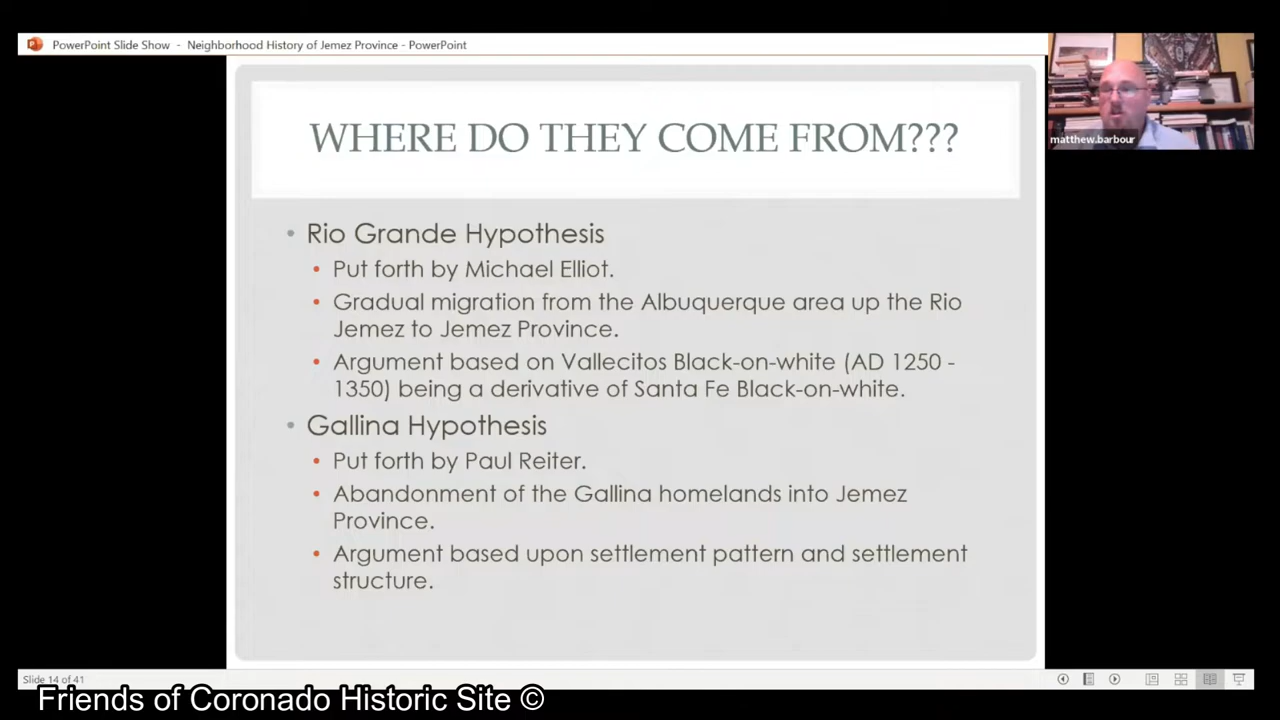 PowerPoint Slide Show - Neighborhood History of Jemez Province - PowerPoint
matthew.barbour
WHERE DO THEY COME FROM???
• Rio Grande Hypothesis
• Put forth by Michael Elliot.
• Gradual migration from the Albuquerque area up the Rio
Jemez to Jemez Province.
• Argument based on Vallecitos Black-on-white (AD 1250 -
1350) being a derivative of Santa Fe Black-on-white.
• Gallina Hypothesis
• Put forth by Paul Reiter.
• Abandonment of the Gallina homelands into Jemez
Province.
• Argument based upon settlement pattern and settlement
structure.
Slide 14 of 41
Friends of Coronado Historic Site ©